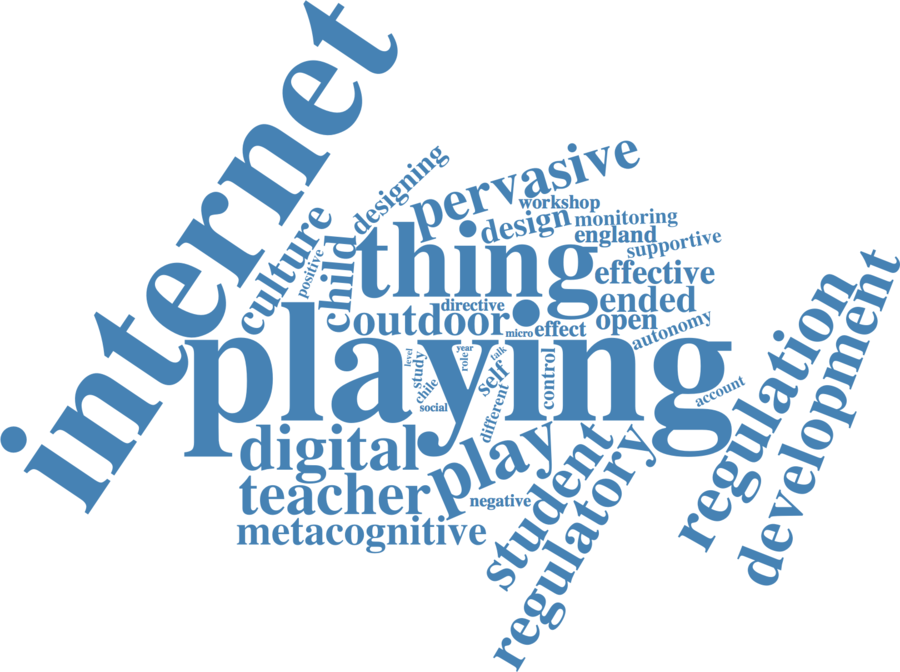 internet
designing
pervasive
workshop
design
monitoring
england
supportive
culture
positive
child
thing
effective
ended
directive
outdoor
micro
effect
open
autonomy
playing
level
study
chile
year
role
talk
self
different
social
control
account
regulation
development
digital
play
student
teacher
negative
regulatory
metacognitive